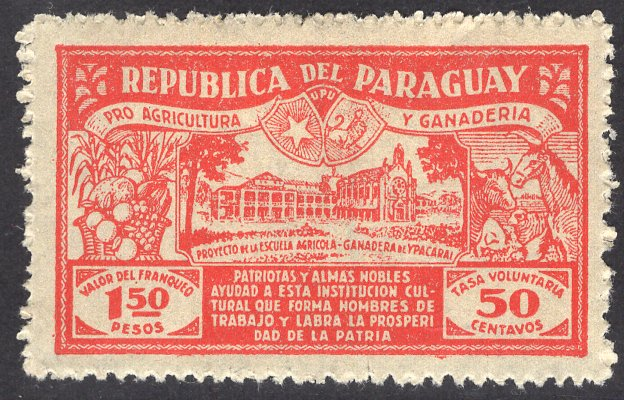 REPUBLICA DEL PARAGUAY
PRO AGRICULTURA
UPU
Y GANADERIA
PROYECTO DE LA ESCUELA AGRICOLA-GANADERA DE YPACARAI
VALOR DEL FRANQUEO
1.50
PESOS
PATRIOTAS Y ALMAS NOBLES
AYUDAD A ESTA INSTITUCION CUL-
TURAL QUE FORMA HOMBRES DE
TRABAJO Y LABRA LA PROSPERI
DAD DE LA PATRIA
TASA VOLUNTARIA
50
CENTAVOS